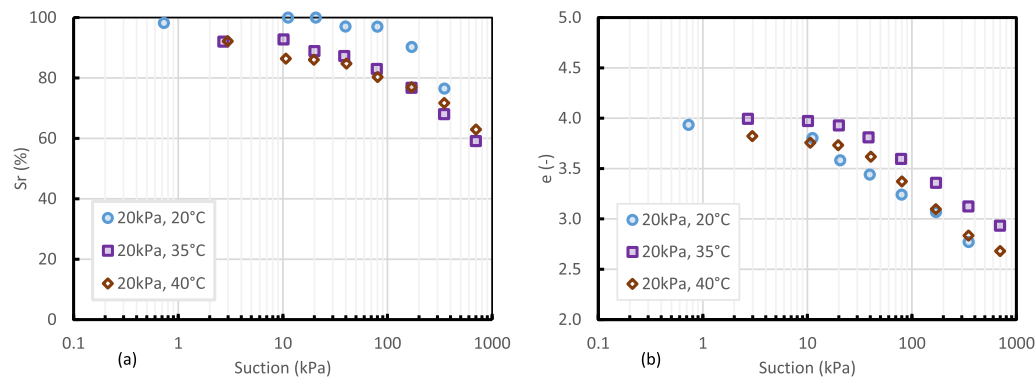 100
80
60
40
20
0
Sr (%)
20kPa, 20°C
20kPa, 35°C
20kPa, 40°C
0.1 1 10 100 1000
(a)
Suction (kPa)
5.0
4.5
4.0
3.5
3.0
2.5
2.0
e (-)
20kPa, 20°C
20kPa, 35°C
20kPa, 40°C
0.1 1 10 100 1000
(b)
Suction (kPa)